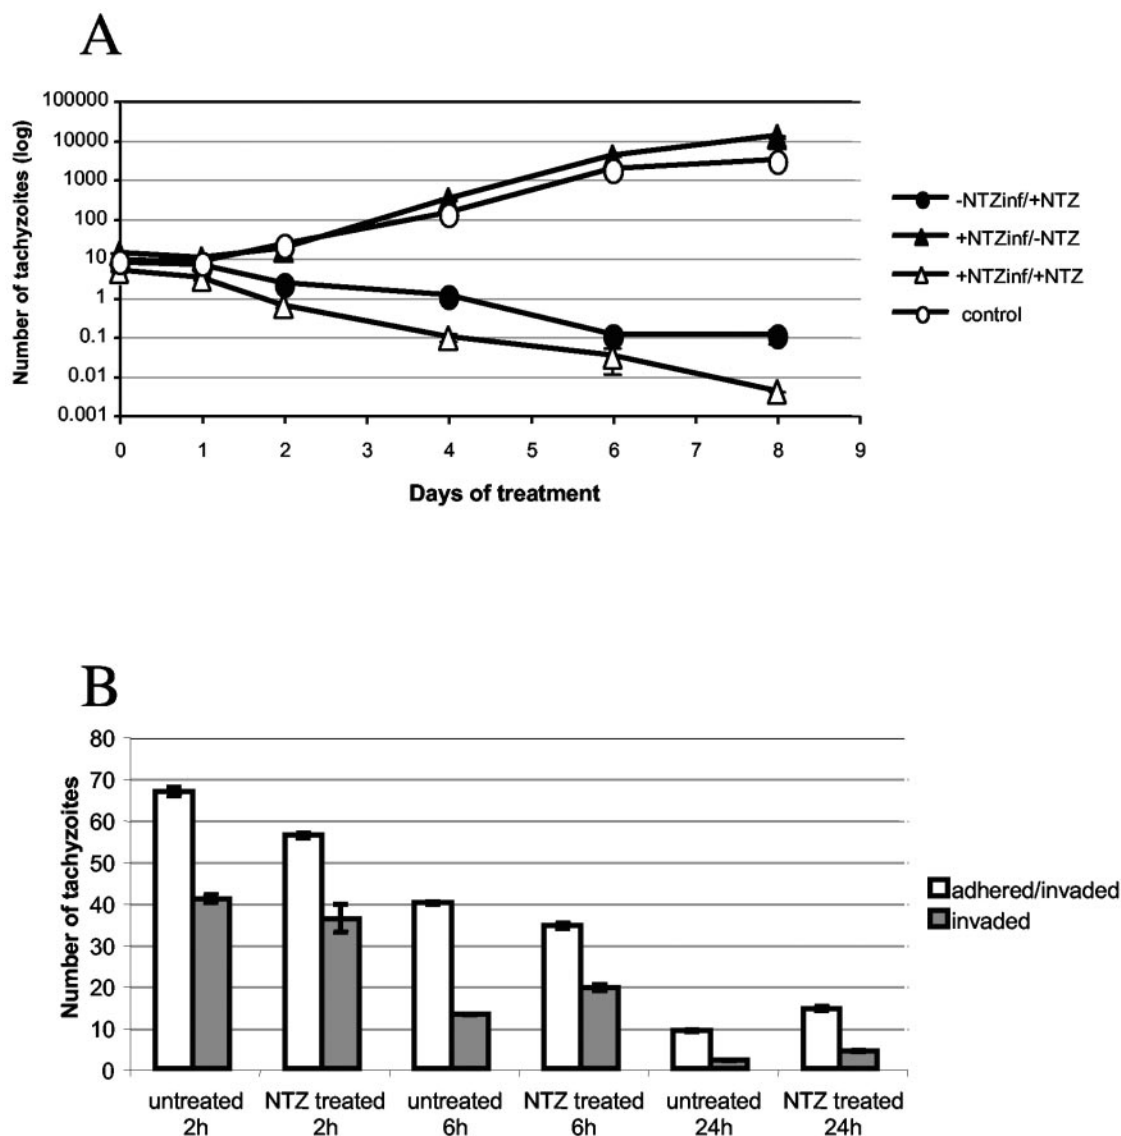 A
Number of tachyzoites (log)
100000
10000
1000
100
10
1
0.1
0.01
0.001
0 1 2 3 4 5 6 7 8 9
Days of treatment
-NTZinf/+NTZ
+NTZinf/-NTZ
+NTZinf/+NTZ
control
B
Number of tachyzoites
80
70
60
50
40
30
20
10
0
untreated NTZ treated untreated NTZ treated untreated NTZ treated
2h 2h 6h 6h 24h 24h
adhered/invaded
invaded